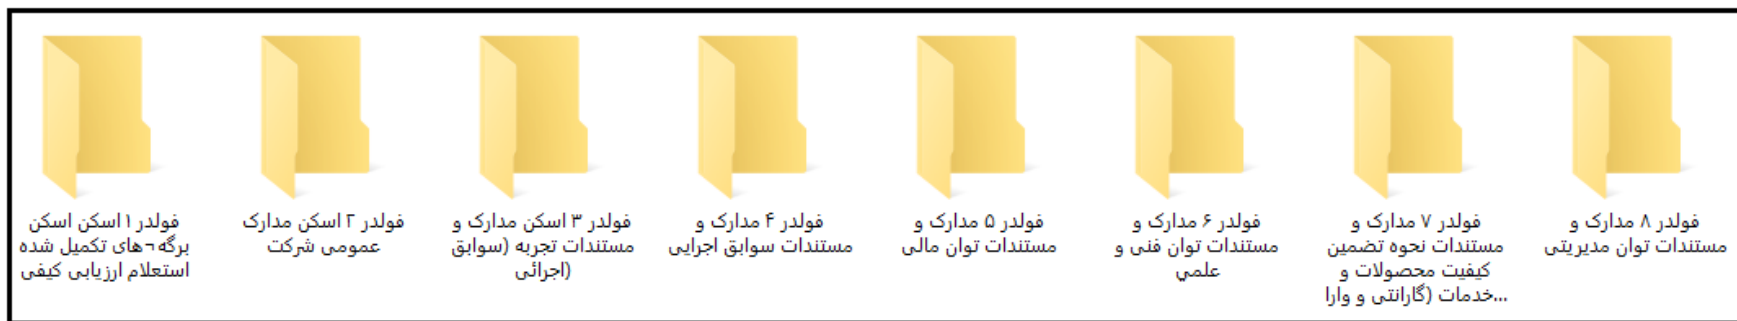 فولدر ۱ اسکن اسکن
برگه¬های تکمیل شده
استعلام ارزیابی کیفی
فولدر ۲ اسکن مدارک
عمومی شرکت
فولدر ۳ اسکن مدارک و
مستندات تجربه (سوابق
اجرائی)
فولدر ۴ مدارک و
مستندات سوابق اجرایی
فولدر ۵ مدارک و
مستندات توان مالی
فولدر ۶ مدارک و
مستندات توان فنی و
علمي
فولدر ۷ مدارک و
مستندات نحوه تضمین
کیفیت محصولات و
خدمات (گارانتی و وارا...
فولدر ۸ مدارک و
مستندات توان مدیریتی